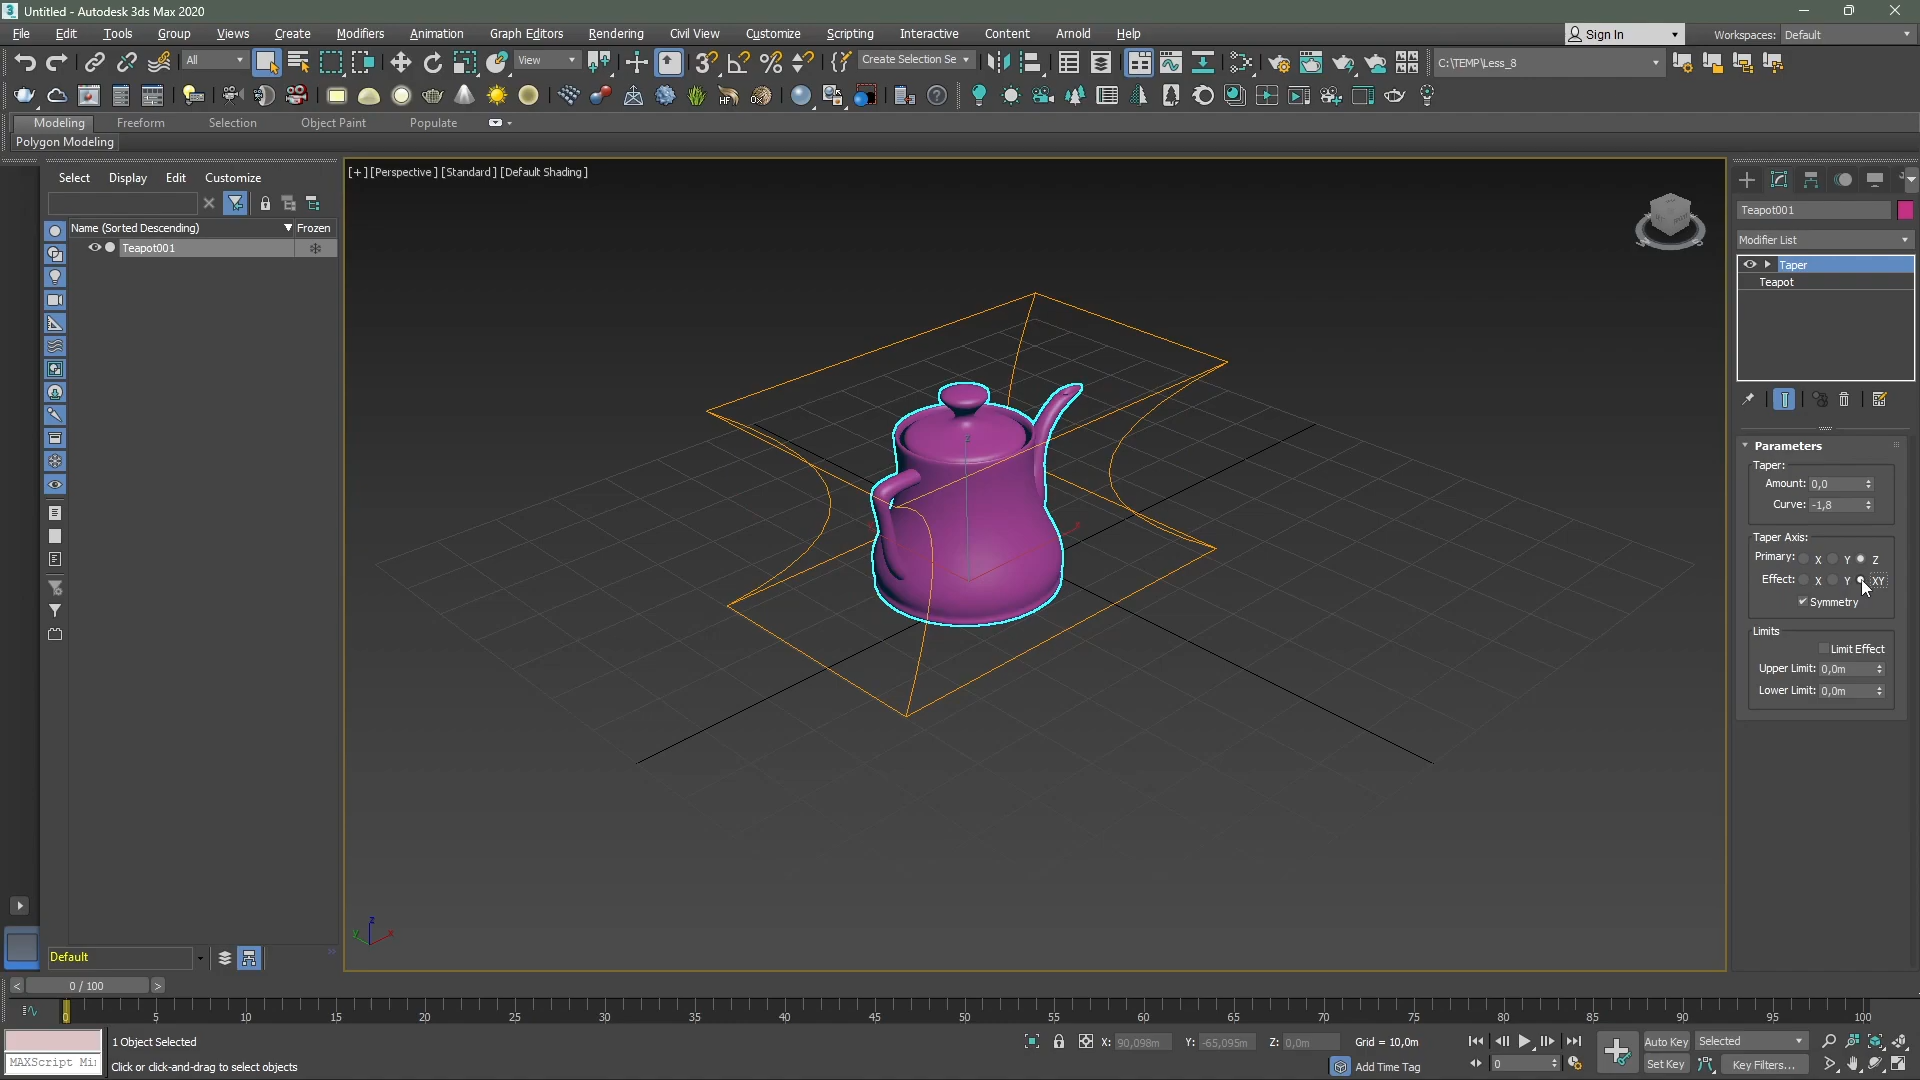 Untitled - Autodesk 3ds Max 2020
File Edit Tools Group Views Create Modifiers Animation Graph Editors Rendering Civil View Customize Scripting Interactive Content Arnold Help
Sign In
Workspaces: Default
All
View
Create Selection Se
C:\TEMP\Less_8
Modeling Freeform Selection Object Paint Populate
Polygon Modeling
Select Display Edit Customize
Name (Sorted Descending) Frozen
Teapot001
[+] [Perspective ] [Standard ] [Default Shading ]
Teapot001
Modifier List
Taper
Teapot
Parameters
Taper:
Amount: 0,0
Curve: -1,8
Taper Axis:
Primary: X Y Z
Effect: X Y XY
Symmetry
Limits
Limit Effect
Upper Limit: 0,0m
Lower Limit: 0,0m
z
z
y x
Default
< 0 / 100 >
0 5 10 15 20 25 30 35 40 45 50 55 60 65 70 75 80 85 90 95 100
1 Object Selected
MAXScript Mi
Click or click-and-drag to select objects
X: 90,098m Y: -65,095m Z: 0,0m Grid = 10,0m
Add Time Tag
0
Auto Key Selected
Set Key Key Filters...